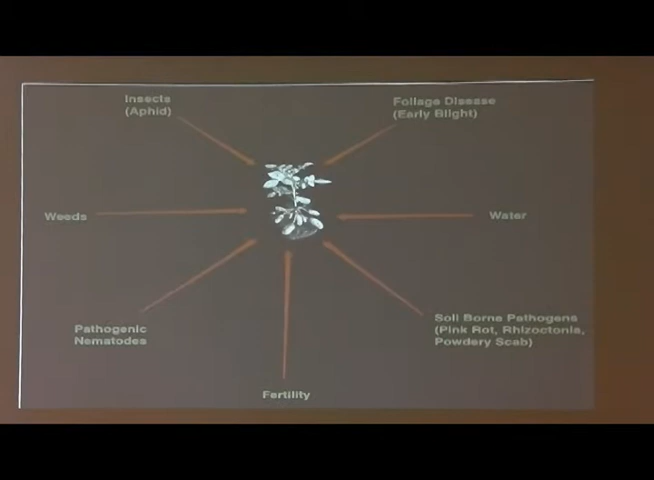 Insects
(Aphid)
Foliage Disease
(Early Blight)
Weeds
Water
Pathogenic
Nematodes
Soil Borne Pathogens
(Pink Rot, Rhizoctonia,
Powdery Scab)
Fertility